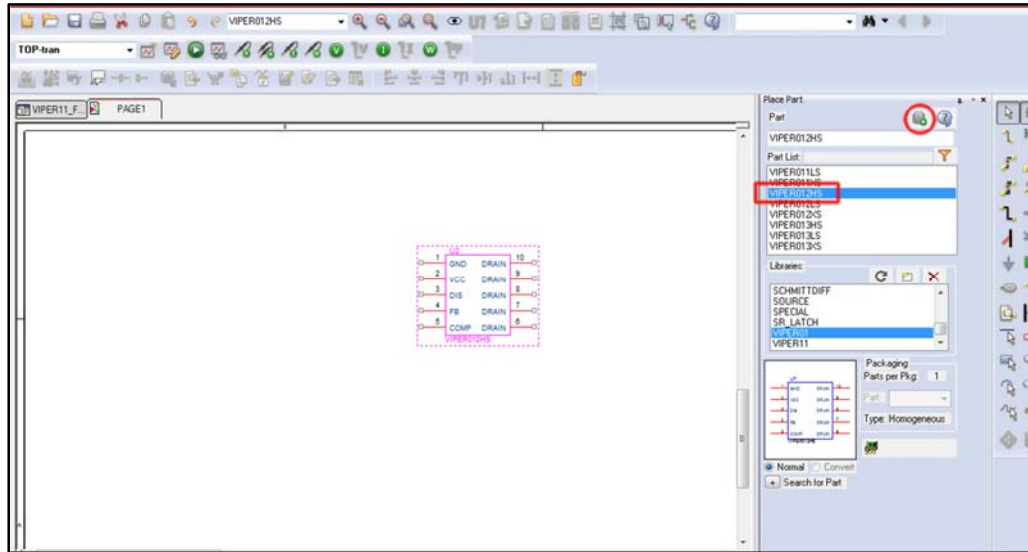 VIPER012HS
TOP-tran
VIPER11_F...
PAGE1
U2
1 GND DRAIN 10
2 VCC DRAIN 9
3 DIS DRAIN 8
4 FB DRAIN 7
5 COMP DRAIN 6
VIPER012HS
Place Part
Part
VIPER012HS
Part List:
VIPER011LS
VIPER011XS
VIPER012HS
VIPER012LS
VIPER012XS
VIPER013HS
VIPER013LS
VIPER013XS
Libraries:
SCHMITTDIFF
SOURCE
SPECIAL
SR_LATCH
VIPER01
VIPER11
Packaging
Parts per Pkg: 1
Part:
Type: Homogeneous
Normal Convert
+ Search for Part